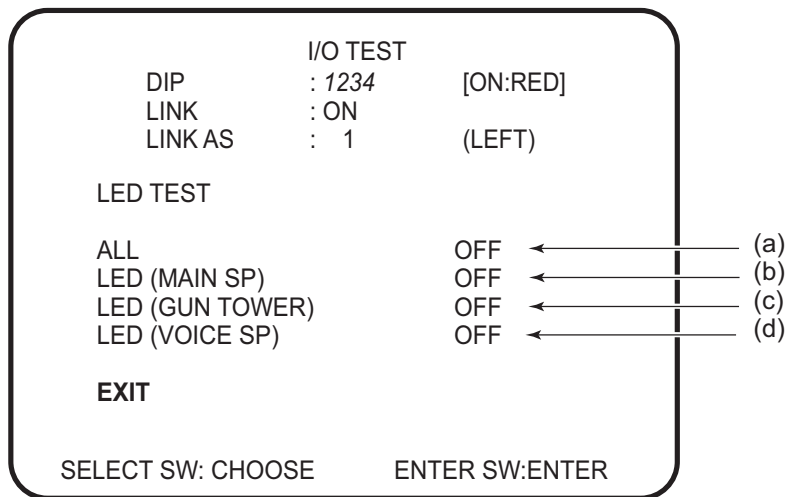 I/O TEST
DIP : 1234 [ON:RED]
LINK : ON
LINK AS : 1 (LEFT)
LED TEST
ALL OFF (a)
LED (MAIN SP) OFF (b)
LED (GUN TOWER) OFF (c)
LED (VOICE SP) OFF (d)
EXIT
SELECT SW: CHOOSE ENTER SW:ENTER